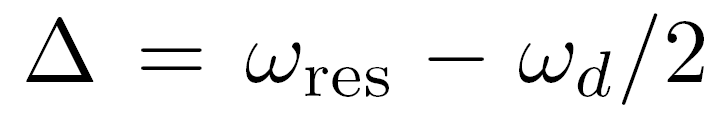 Δ = ω_res − ω_d/2